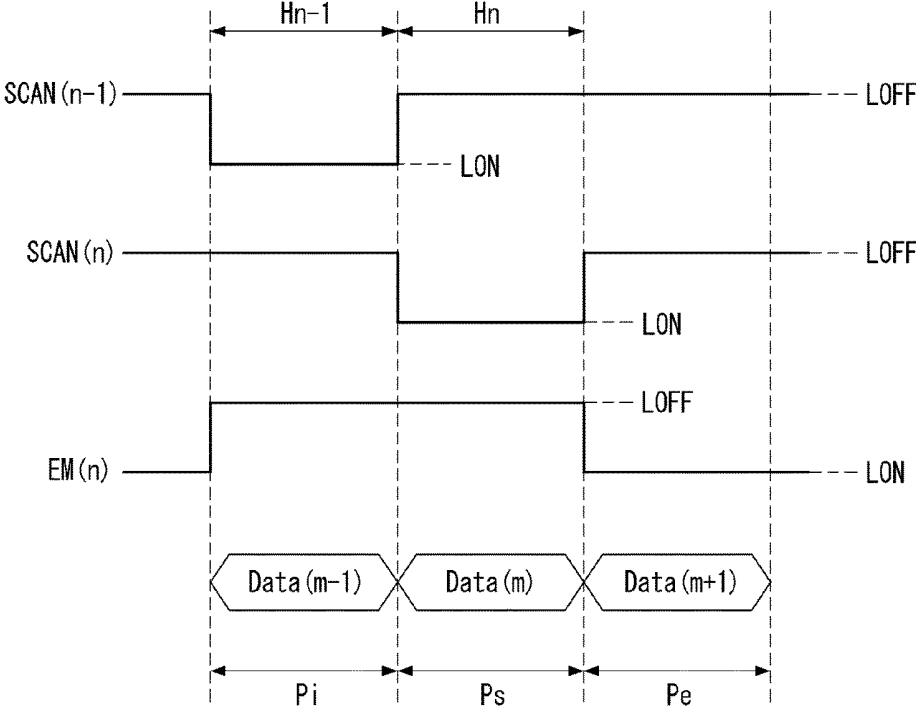 Hn-1 Hn
SCAN(n-1) LOFF
LON
SCAN(n) LOFF
LON
LOFF
EM(n) LON
Data(m-1) Data(m) Data(m+1)
Pi Ps Pe